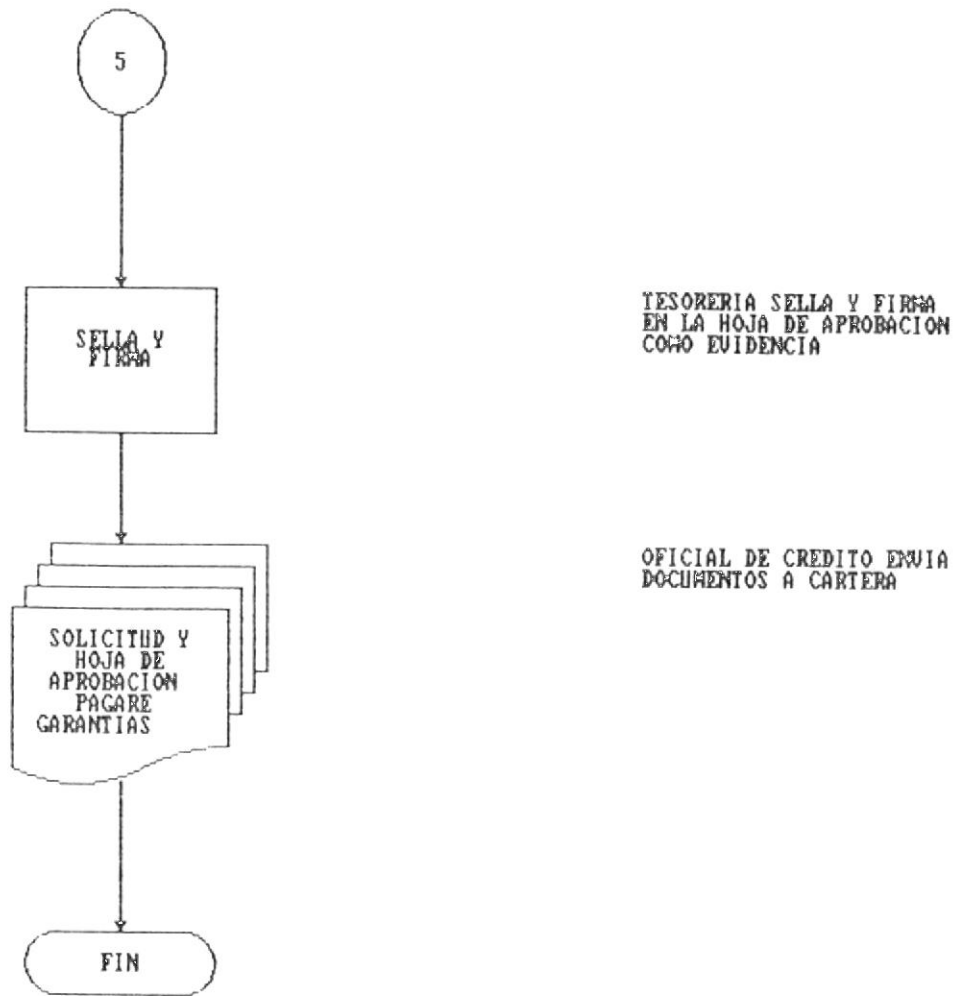 5
SELLA Y
FIRMA
TESORERIA SELLA Y FIRMA
EN LA HOJA DE APROBACION
COMO EVIDENCIA
SOLICITUD Y
HOJA DE
APROBACION
PAGARE
GARANTIAS
OFICIAL DE CREDITO ENVIA
DOCUMENTOS A CARTERA
FIN